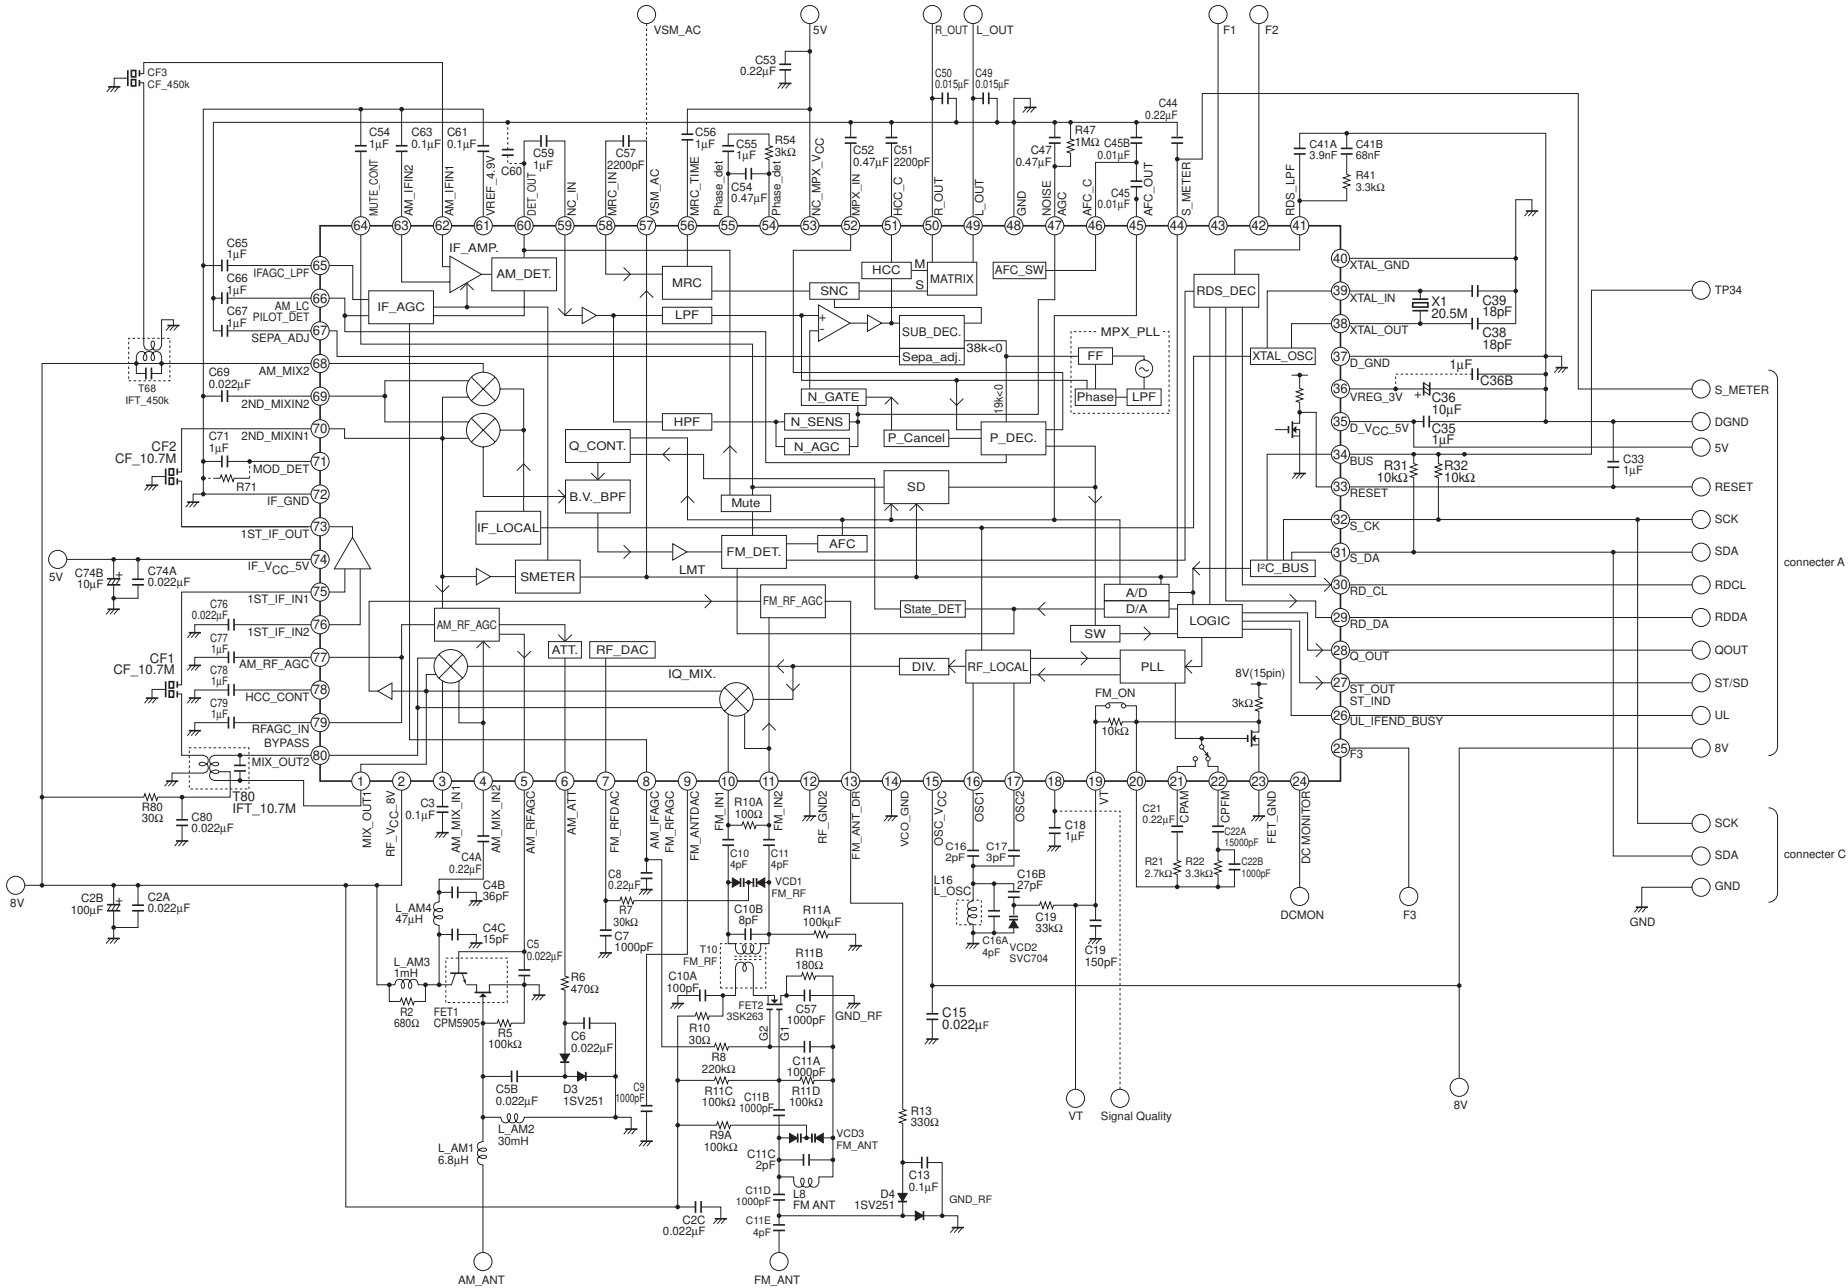 VSM_AC
5V
R_OUT
L_OUT
F1
F2
CF3
CF_450k
C53
0.22µF
C50
0.015µF
C49
0.015µF
C44
0.22µF
C54
1µF
C63
0.1µF
C61
0.1µF
C60
C59
1µF
C57
2200pF
C56
1µF
C55
1µF
R54
3kΩ
C54
0.47µF
C52
0.47µF
C51
2200pF
C47
0.47µF
R47
1MΩ
C45B
0.01µF
C45
0.01µF
C41A
3.9nF
C41B
68nF
R41
3.3kΩ
MUTE_CONT
AM_IFIN2
AM_IFIN1
VREF_4.9V
DET_OUT
NC_IN
MRC_IN
VSM_AC
MRC_TIME
Phase_det
Phase_det
NC_MPX_VCC
MPX_IN
HCC_C
R_OUT
L_OUT
GND
NOISE
AGC
AFC_C
AFC_OUT
S_METER
RDS_LPF
64
63
62
61
60
59
58
57
56
55
54
53
52
51
50
49
48
47
46
45
44
43
42
41
C65
1µF
65
IFAGC_LPF
C66
1µF
66
AM_LC
PILOT_DET
C67
1µF
67
SEPA_ADJ
68
AM_MIX2
T68
IFT_450k
C69
0.022µF
69
2ND_MIXIN2
70
2ND_MIXIN1
CF2
CF_10.7M
C71
1µF
71
MOD_DET
R71
72
IF_GND
73
1ST_IF_OUT
74
IF_VCC_5V
5V
C74B
10µF
C74A
0.022µF
75
1ST_IF_IN1
C76
0.022µF
76
1ST_IF_IN2
C77
1µF
77
AM_RF_AGC
CF1
CF_10.7M
C78
1µF
78
HCC_CONT
C79
1µF
79
RFAGC_IN
BYPASS
80
MIX_OUT2
T80
IFT_10.7M
R80
30Ω
C80
0.022µF
IF_AMP.
AM_DET.
IF_AGC
MRC
LPF
HCC
M
S
MATRIX
SNC
+
-
SUB_DEC.
Sepa_adj.
38k<0
AFC_SW
RDS_DEC
MPX_PLL
FF
Phase
LPF
XTAL_OSC
N_GATE
HPF
N_SENS
N_AGC
P_Cancel
P_DEC.
19k<0
Q_CONT.
B.V._BPF
Mute
SD
IF_LOCAL
FM_DET.
AFC
LMT
SMETER
FM_RF_AGC
State_DET
A/D
D/A
I²C_BUS
LOGIC
SW
AM_RF_AGC
ATT.
RF_DAC
IQ_MIX.
DIV.
RF_LOCAL
PLL
FM_ON
10kΩ
8V(15pin)
3kΩ
40
XTAL_GND
39
XTAL_IN
X1
20.5M
C39
18pF
38
XTAL_OUT
C38
18pF
37
D_GND
1µF
C36B
36
VREG_3V
+
C36
10µF
35
D_VCC_5V
C35
1µF
34
BUS
R31
10kΩ
R32
10kΩ
C33
1µF
33
RESET
32
S_CK
31
S_DA
30
RD_CL
29
RD_DA
28
Q_OUT
27
ST_OUT
ST_IND
26
UL_IFEND_BUSY
25
F3
TP34
S_METER
DGND
5V
RESET
SCK
SDA
RDCL
RDDA
QOUT
ST/SD
UL
8V
connecter A
SCK
SDA
GND
connecter C
GND
1
2
3
4
5
6
7
8
9
10
11
12
13
14
15
16
17
18
19
20
21
22
23
24
MIX_OUT1
RF_VCC_8V
AM_MIX_IN1
AM_MIX_IN2
AM_RFAGC
AM_ATT
FM_RFDAC
AM_IFAGC
FM_RFAGC
FM_ANTDAC
FM_IN1
FM_IN2
RF_GND2
FM_ANT_DR
VCO_GND
OSC_VCC
OSC1
OSC2
VT
CPAM
CPFM
FET_GND
DC MONITOR
8V
C2B
100µF
C2A
0.022µF
C3
0.1µF
C4A
0.22µF
C4B
36pF
L_AM4
47µH
C4C
15pF
L_AM3
1mH
R2
680Ω
FET1
CPM5905
C5
0.022µF
R5
100kΩ
R6
470Ω
C6
0.022µF
C5B
0.022µF
D3
1SV251
L_AM2
30mH
L_AM1
6.8µH
AM_ANT
R7
30kΩ
C7
1000pF
C8
0.22µF
C9
1000pF
R10A
100Ω
C10
4pF
C11
4pF
VCD1
FM_RF
C10B
8pF
R11A
100kµF
T10
FM_RF
R11B
180Ω
C10A
100pF
FET2
3SK263
G2
G1
C57
1000pF
GND_RF
R10
30Ω
R8
220kΩ
C11A
1000pF
R11C
100kΩ
R11D
100kΩ
C11B
1000pF
R9A
100kΩ
VCD3
FM_ANT
C11C
2pF
L8
FM ANT
C11D
1000pF
C11E
4pF
C2C
0.022µF
FM_ANT
R13
330Ω
C13
0.1µF
D4
1SV251
GND_RF
C15
0.022µF
C16
2pF
C17
3pF
L16
L_OSC
C16B
27pF
C16A
4pF
VCD2
SVC704
C19
33kΩ
C19
150pF
C18
1µF
C21
0.22µF
C22A
15000pF
R21
2.7kΩ
R22
3.3kΩ
C22B
1000pF
DCMON
F3
VT
Signal Quality
8V